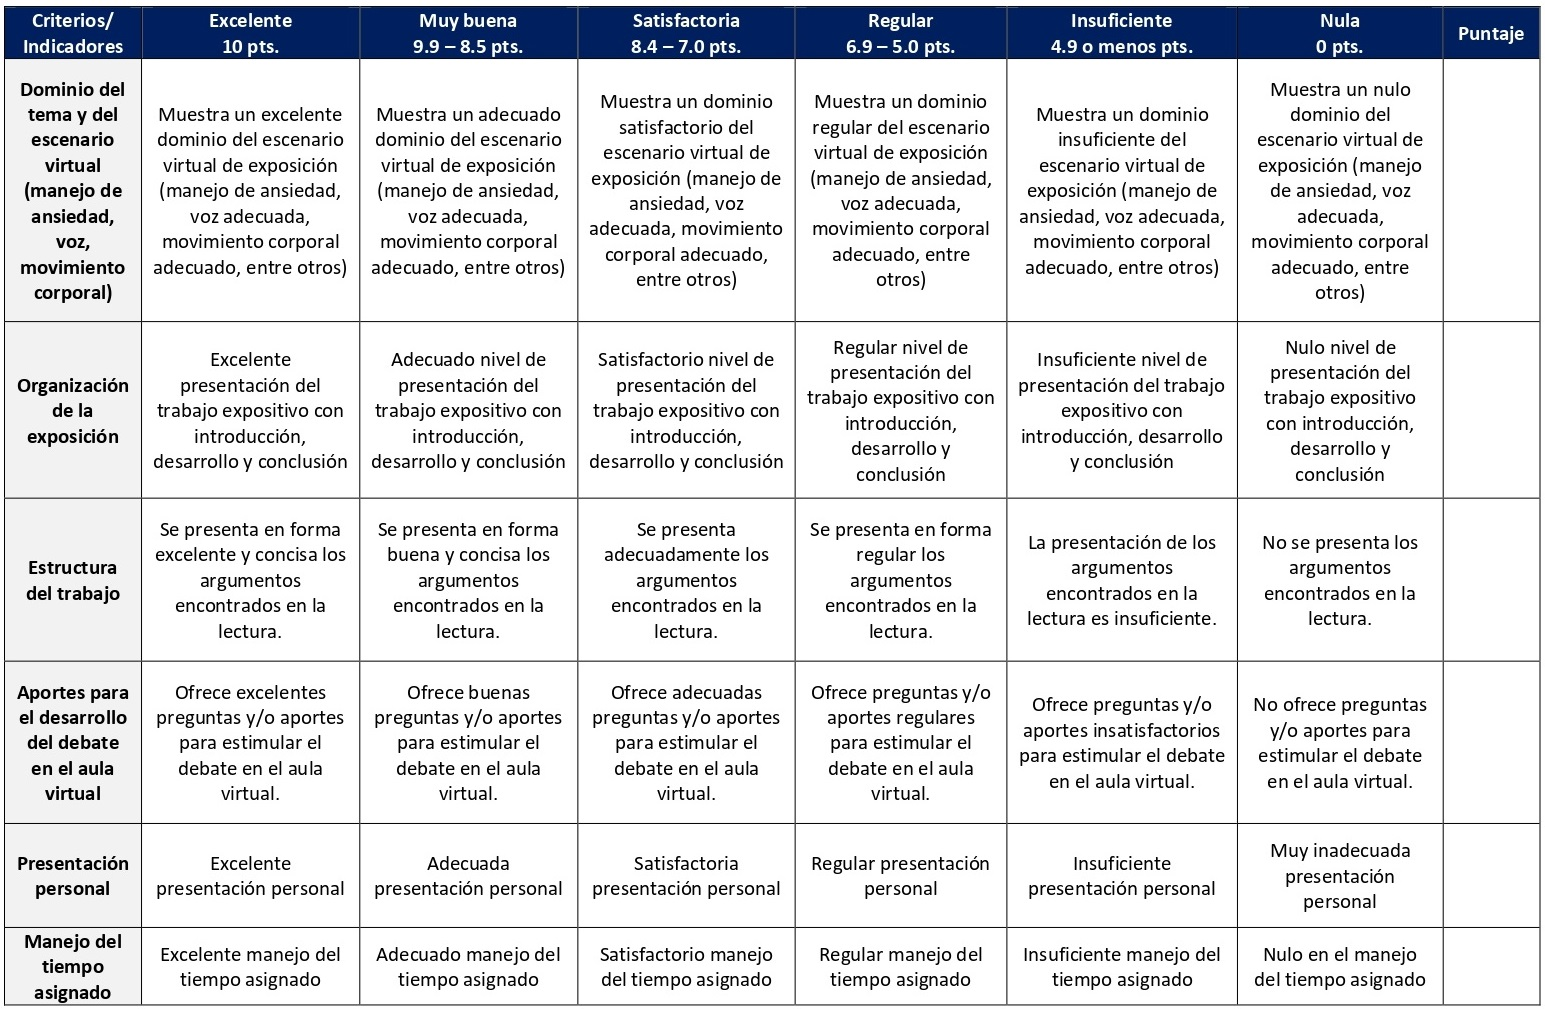 Criterios/
Indicadores
Excelente
10 pts.
Muy buena
9.9 – 8.5 pts.
Satisfactoria
8.4 – 7.0 pts.
Regular
6.9 – 5.0 pts.
Insuficiente
4.9 o menos pts.
Nula
0 pts.
Puntaje
Dominio del
tema y del
escenario
virtual
(manejo de
ansiedad,
voz,
movimiento
corporal)
Muestra un excelente
dominio del escenario
virtual de exposición
(manejo de ansiedad,
voz adecuada,
movimiento corporal
adecuado, entre otros)
Muestra un adecuado
dominio del escenario
virtual de exposición
(manejo de ansiedad,
voz adecuada,
movimiento corporal
adecuado, entre otros)
Muestra un dominio
satisfactorio del
escenario virtual de
exposición (manejo de
ansiedad, voz
adecuada, movimiento
corporal adecuado,
entre otros)
Muestra un dominio
regular del escenario
virtual de exposición
(manejo de ansiedad,
voz adecuada,
movimiento corporal
adecuado, entre
otros)
Muestra un dominio
insuficiente del
escenario virtual de
exposición (manejo de
ansiedad, voz adecuada,
movimiento corporal
adecuado, entre otros)
Muestra un nulo
dominio del
escenario virtual de
exposición (manejo
de ansiedad, voz
adecuada,
movimiento corporal
adecuado, entre
otros)
Organización
de la
exposición
Excelente
presentación del
trabajo expositivo con
introducción,
desarrollo y conclusión
Adecuado nivel de
presentación del
trabajo expositivo con
introducción,
desarrollo y conclusión
Satisfactorio nivel de
presentación del
trabajo expositivo con
introducción,
desarrollo y conclusión
Regular nivel de
presentación del
trabajo expositivo con
introducción,
desarrollo y
conclusión
Insuficiente nivel de
presentación del trabajo
expositivo con
introducción, desarrollo
y conclusión
Nulo nivel de
presentación del
trabajo expositivo
con introducción,
desarrollo y
conclusión
Estructura
del trabajo
Se presenta en forma
excelente y concisa los
argumentos
encontrados en la
lectura.
Se presenta en forma
buena y concisa los
argumentos
encontrados en la
lectura.
Se presenta
adecuadamente los
argumentos
encontrados en la
lectura.
Se presenta en forma
regular los
argumentos
encontrados en la
lectura.
La presentación de los
argumentos
encontrados en la
lectura es insuficiente.
No se presenta los
argumentos
encontrados en la
lectura.
Aportes para
el desarrollo
del debate
en el aula
virtual
Ofrece excelentes
preguntas y/o aportes
para estimular el
debate en el aula
virtual.
Ofrece buenas
preguntas y/o aportes
para estimular el
debate en el aula
virtual.
Ofrece adecuadas
preguntas y/o aportes
para estimular el
debate en el aula
virtual.
Ofrece preguntas y/o
aportes regulares
para estimular el
debate en el aula
virtual.
Ofrece preguntas y/o
aportes insatisfactorios
para estimular el debate
en el aula virtual.
No ofrece preguntas
y/o aportes para
estimular el debate
en el aula virtual.
Presentación
personal
Excelente
presentación personal
Adecuada
presentación personal
Satisfactoria
presentación personal
Regular presentación
personal
Insuficiente
presentación personal
Muy inadecuada
presentación
personal
Manejo del
tiempo
asignado
Excelente manejo del
tiempo asignado
Adecuado manejo del
tiempo asignado
Satisfactorio manejo
del tiempo asignado
Regular manejo del
tiempo asignado
Insuficiente manejo del
tiempo asignado
Nulo en el manejo
del tiempo asignado